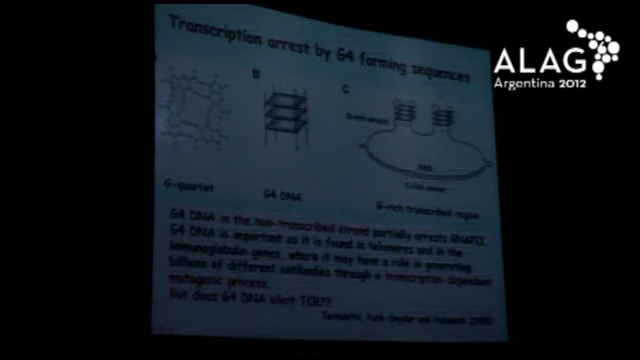 Transcription arrest by G4 forming sequences
ALAG
Argentina 2012
B
C
RNA
G-quartet
G4 DNA
G-rich transcribed region
G4 DNA in the non-transcribed strand partially arrests RNAPII.
G4 DNA is important as it is found in telomeres and in the
immunoglobulin genes, where it may have a role in generating
billions of different antibodies through a transcription-dependent
mutagenic process.
But does G4 DNA elicit TCR??